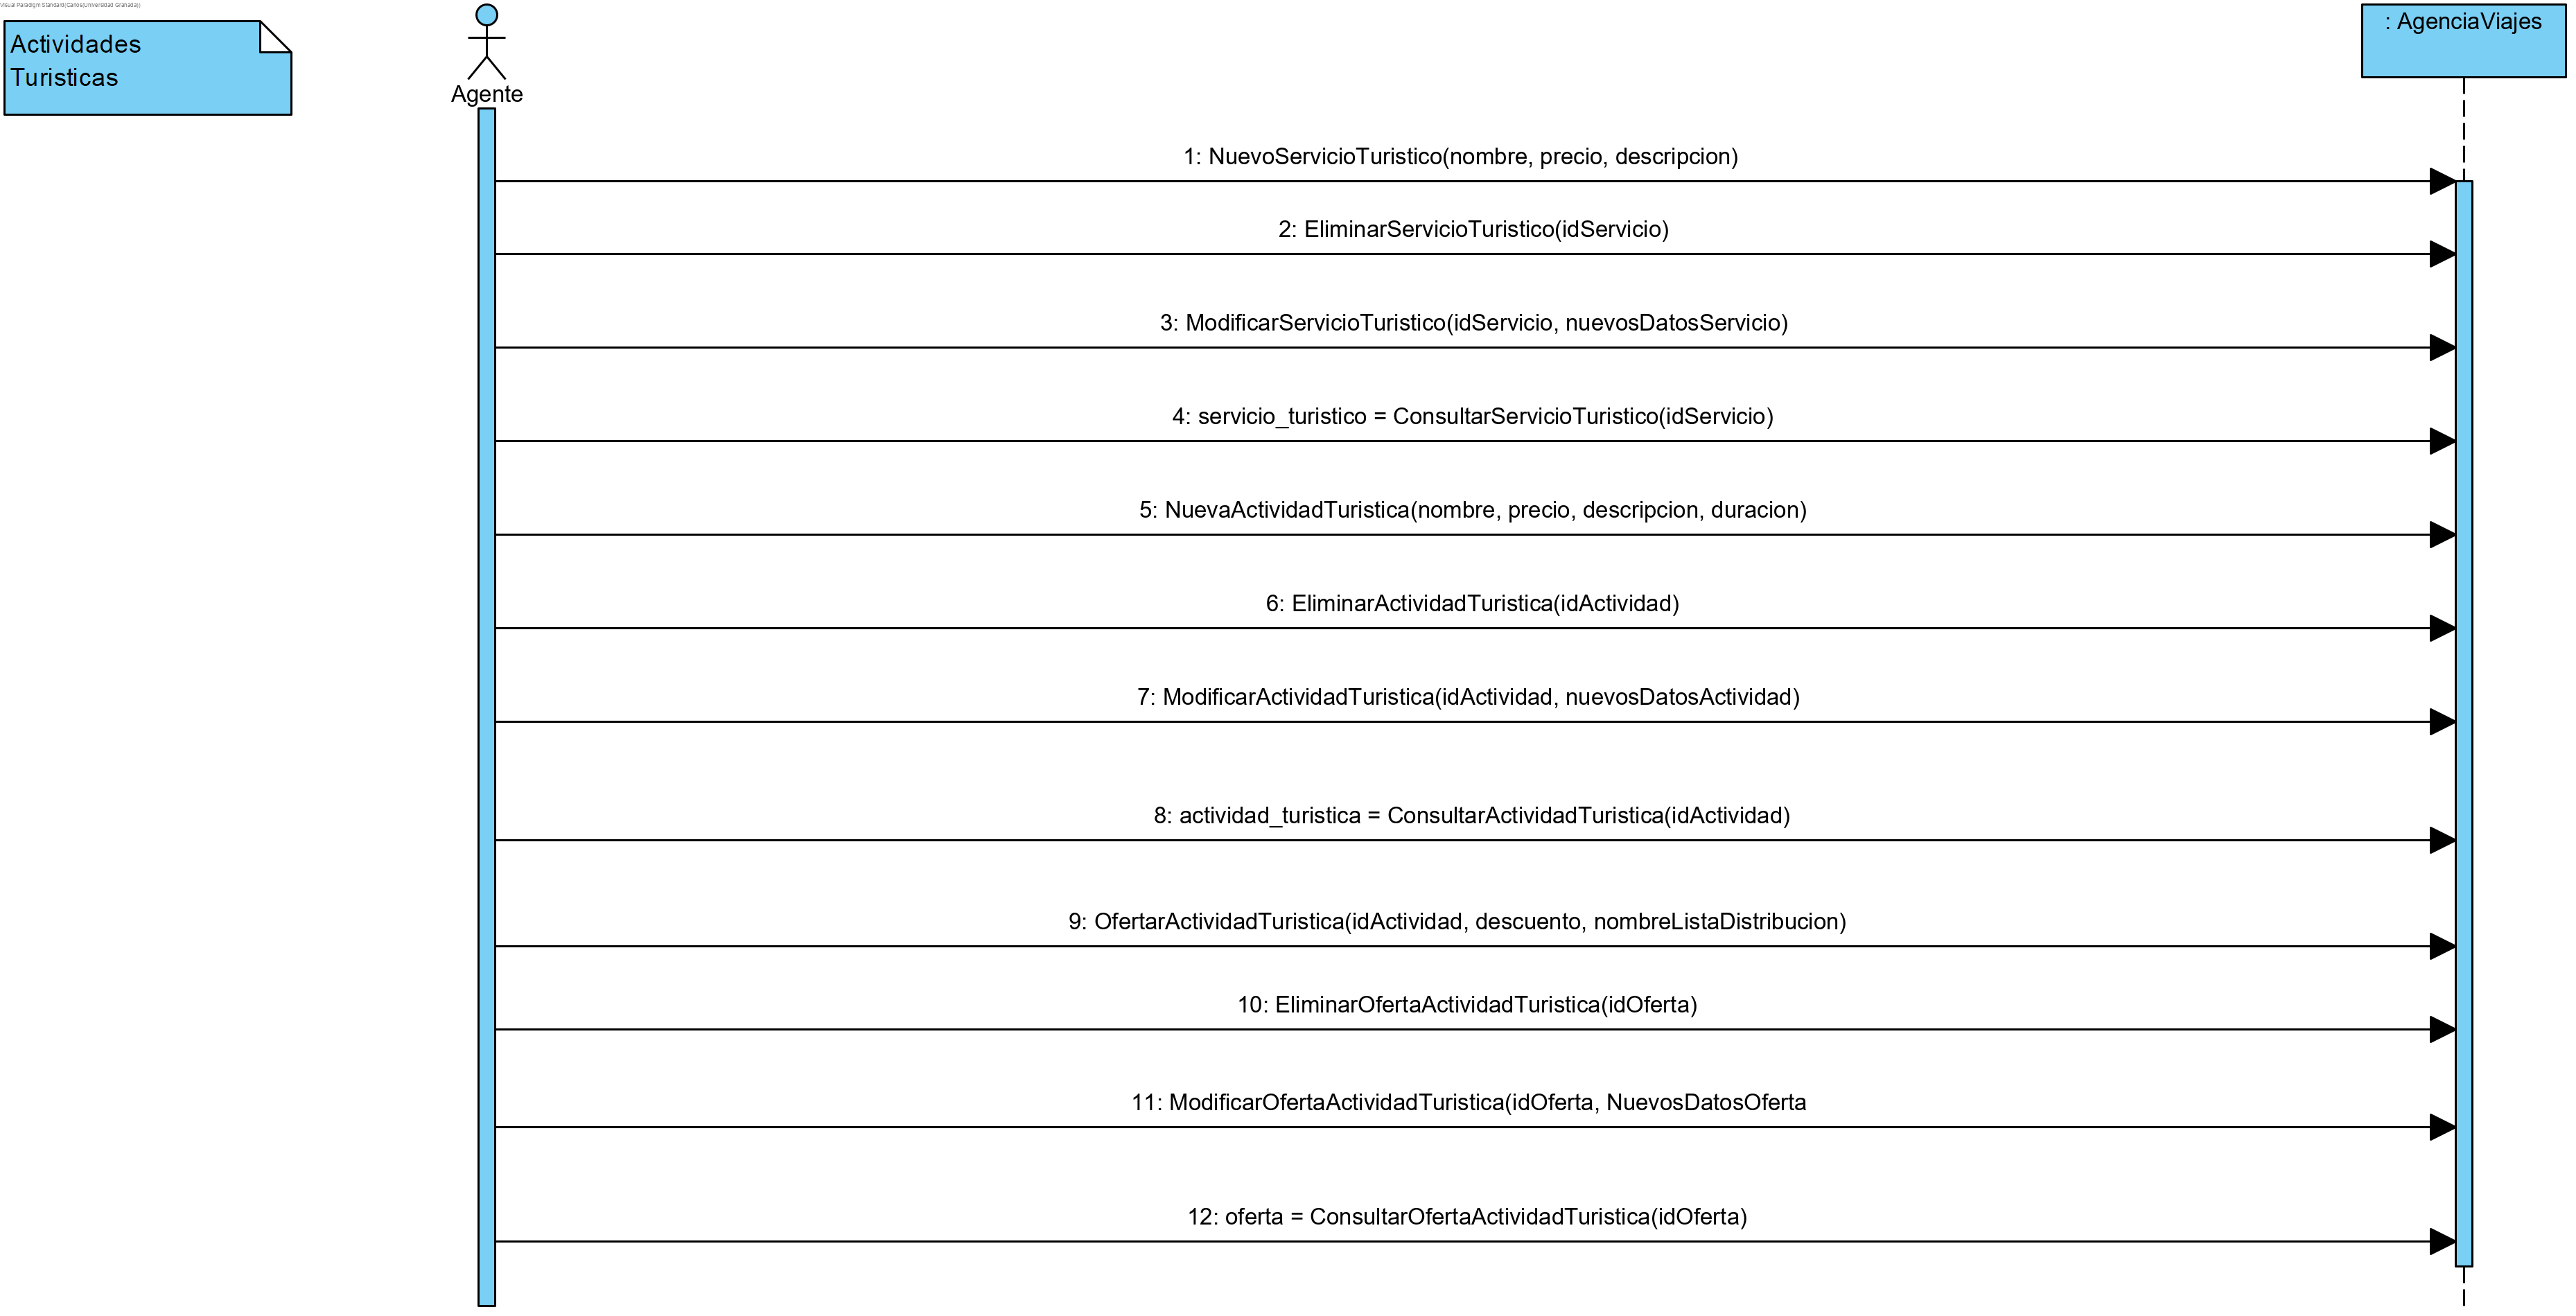 Visual Paradigm Standard(Carlos(Universidad Granada))
Actividades
Turisticas
Agente
: AgenciaViajes
1: NuevoServicioTuristico(nombre, precio, descripcion)
2: EliminarServicioTuristico(idServicio)
3: ModificarServicioTuristico(idServicio, nuevosDatosServicio)
4: servicio_turistico = ConsultarServicioTuristico(idServicio)
5: NuevaActividadTuristica(nombre, precio, descripcion, duracion)
6: EliminarActividadTuristica(idActividad)
7: ModificarActividadTuristica(idActividad, nuevosDatosActividad)
8: actividad_turistica = ConsultarActividadTuristica(idActividad)
9: OfertarActividadTuristica(idActividad, descuento, nombreListaDistribucion)
10: EliminarOfertaActividadTuristica(idOferta)
11: ModificarOfertaActividadTuristica(idOferta, NuevosDatosOferta
12: oferta = ConsultarOfertaActividadTuristica(idOferta)